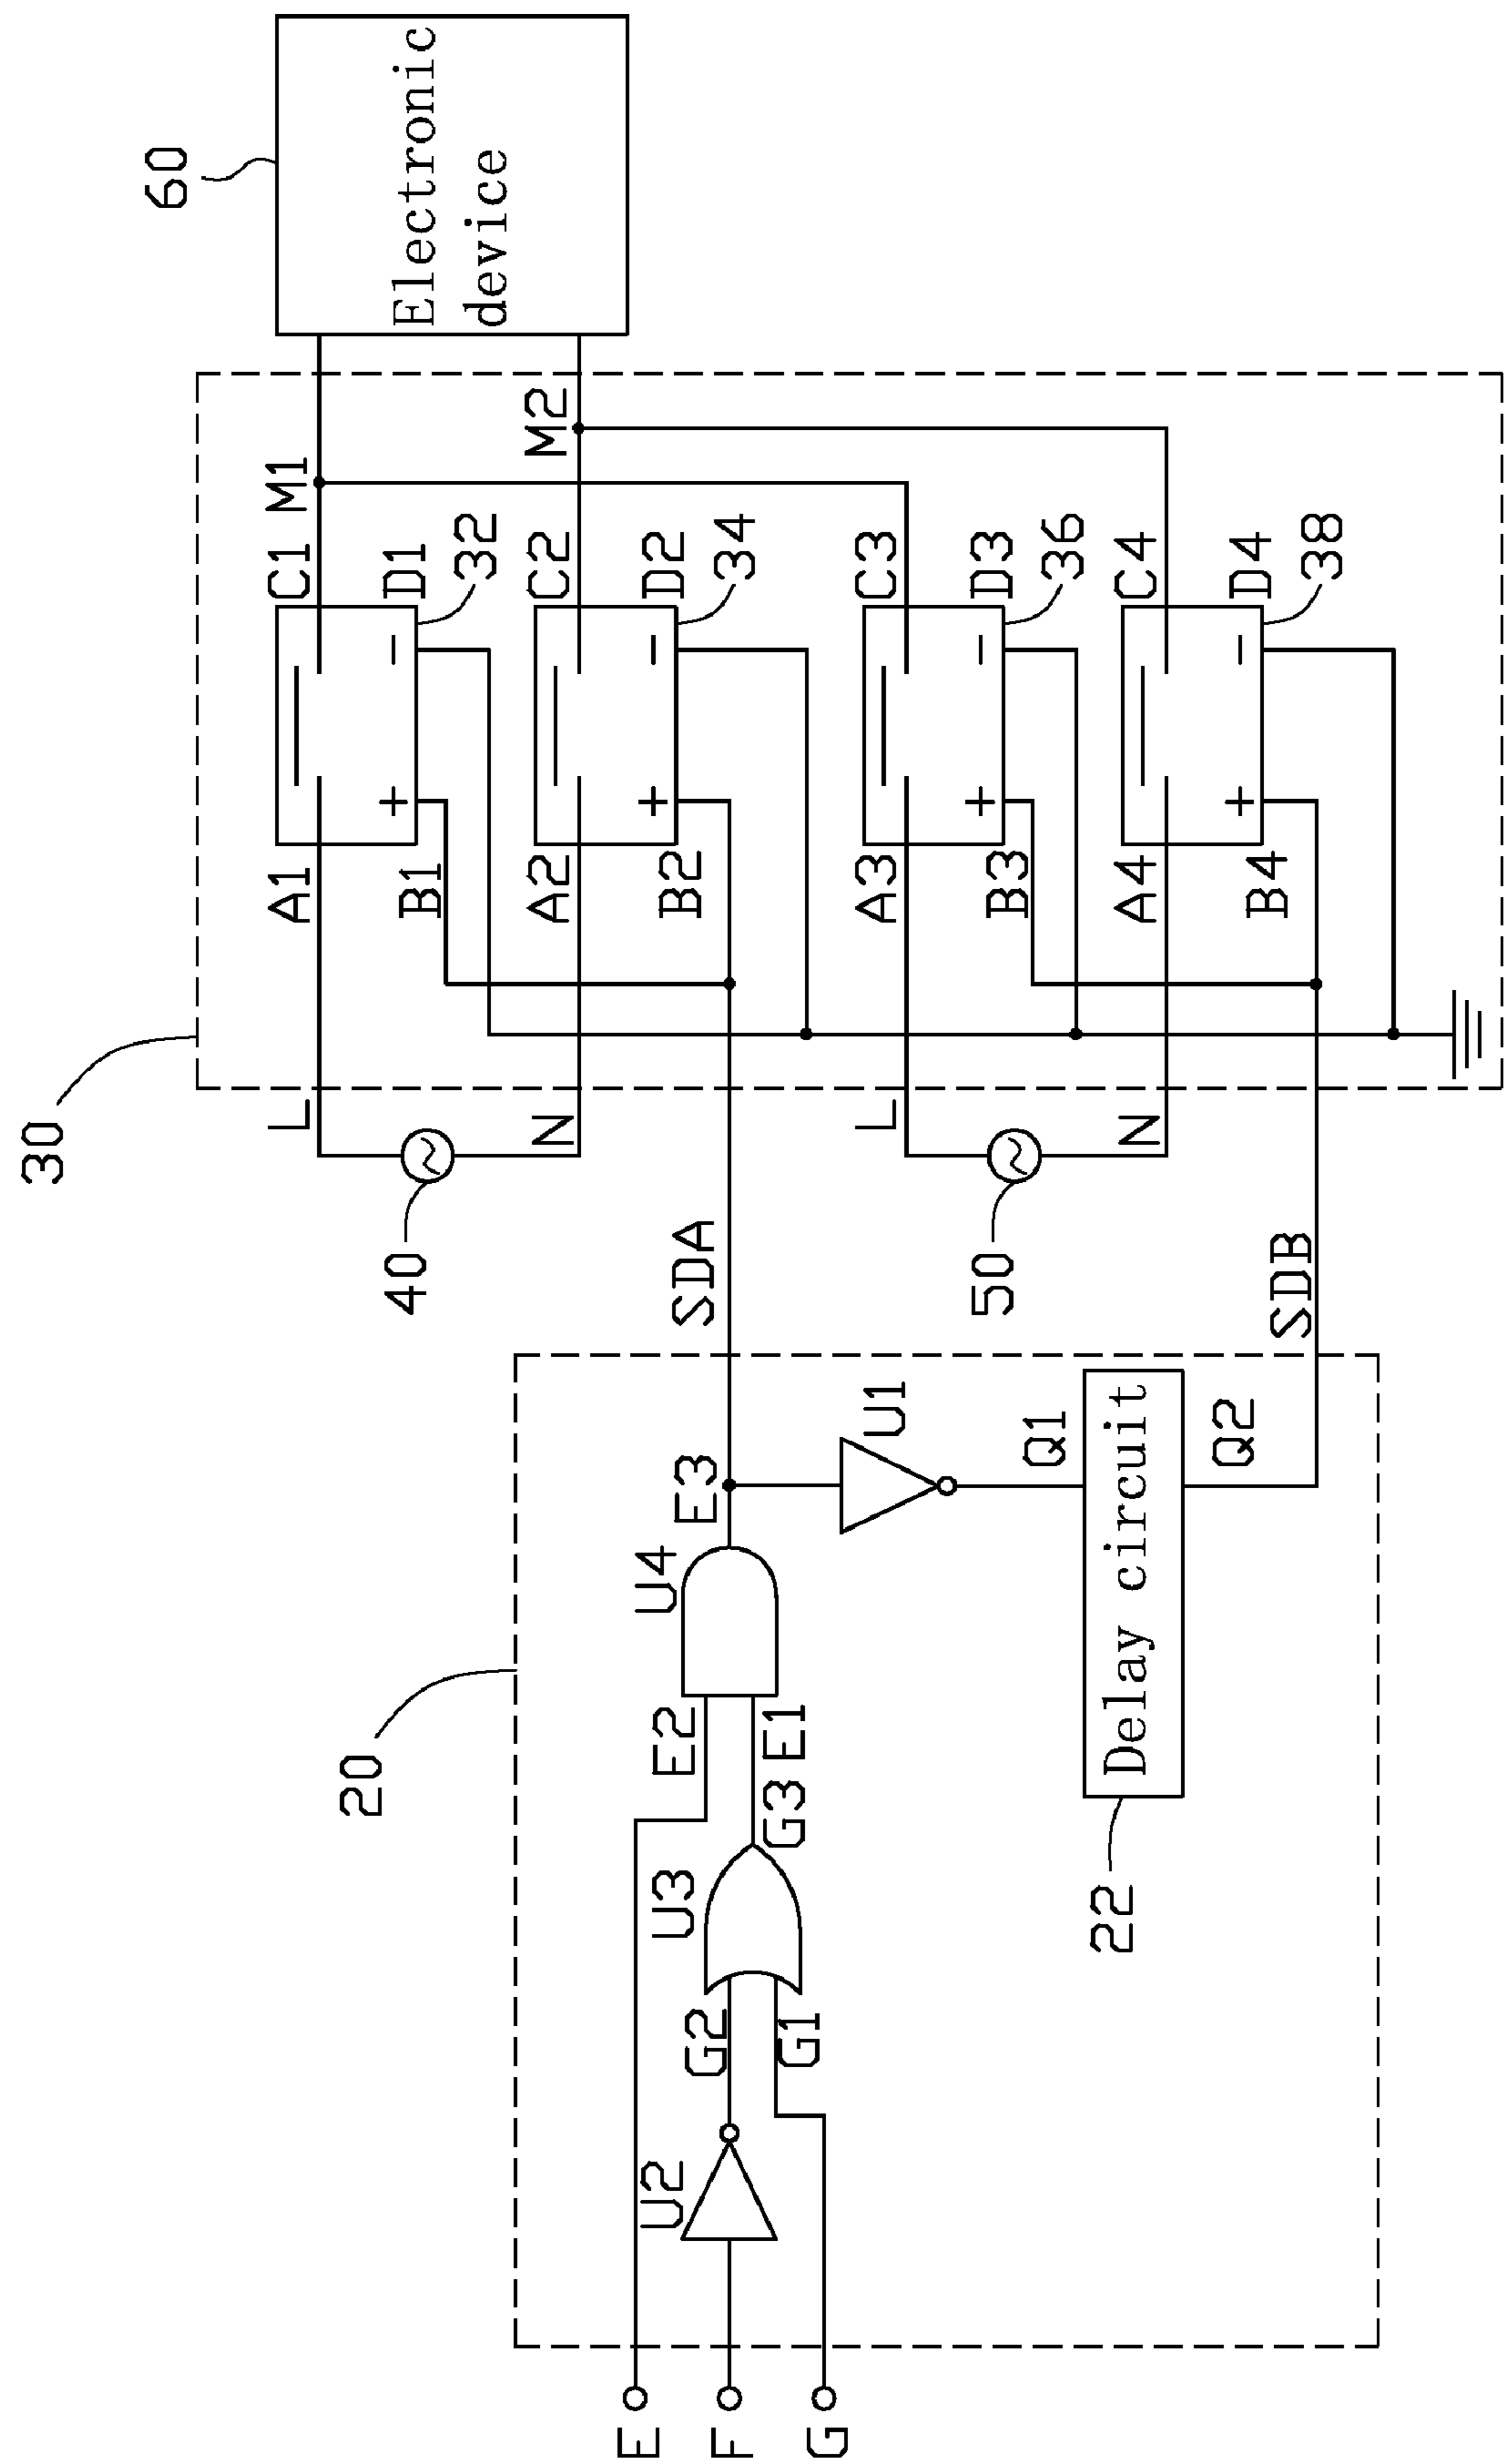 60
Electronic
device
30
M1
M2
C1
D1
32
C2
D2
34
C3
D3
36
C4
D4
38
A1
B1
A2
B2
A3
B3
A4
B4
+
-
+
-
+
-
+
-
L
N
L
N
40
50
SDA
SDB
20
E3
U4
U1
Q1
Delay circuit
Q2
E2
E1
G3
U3
22
G2
G1
U2
E
F
G